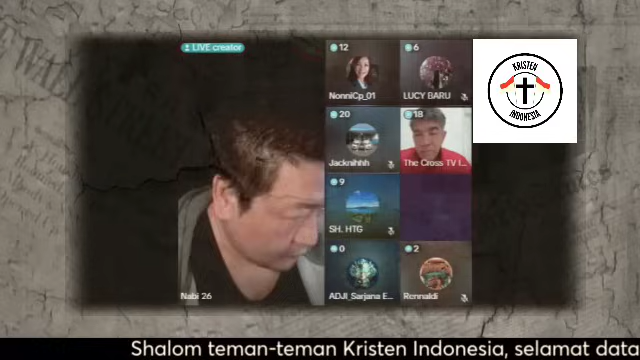 LIVE creator
12
6
NonniCp_01
LUCY BARU
20
18
Jacknihhh
The Cross TV I...
9
SH. HTG
0
2
Nabi 26
ADJI_Sarjana E...
Rennaldi
KRISTEN
INDONESIA
Shalom teman-teman Kristen Indonesia, selamat data